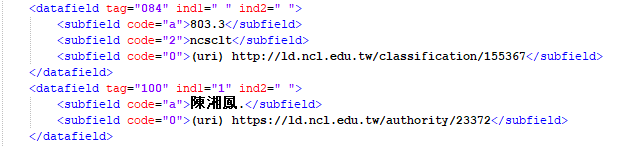 <datafield tag="084" ind1=" " ind2=" ">
<subfield code="a">803.3</subfield>
<subfield code="2">ncsclt</subfield>
<subfield code="0">(uri) http://ld.ncl.edu.tw/classification/155367</subfield>
</datafield>
<datafield tag="100" ind1="1" ind2=" ">
<subfield code="a">陳湘鳳.</subfield>
<subfield code="0">(uri) https://ld.ncl.edu.tw/authority/23372</subfield>
</datafield>